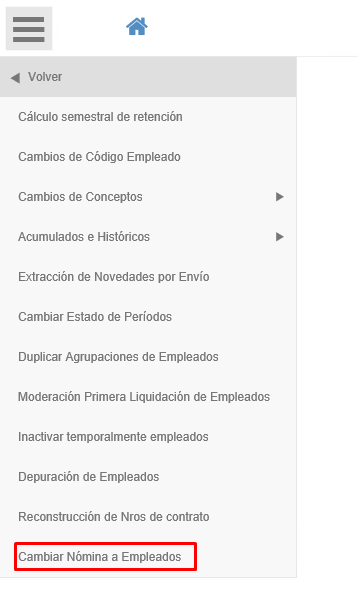 Volver
Cálculo semestral de retención
Cambios de Código Empleado
Cambios de Conceptos
Acumulados e Históricos
Extracción de Novedades por Envío
Cambiar Estado de Períodos
Duplicar Agrupaciones de Empleados
Moderación Primera Liquidación de Empleados
Inactivar temporalmente empleados
Depuración de Empleados
Reconstrucción de Nros de contrato
Cambiar Nómina a Empleados